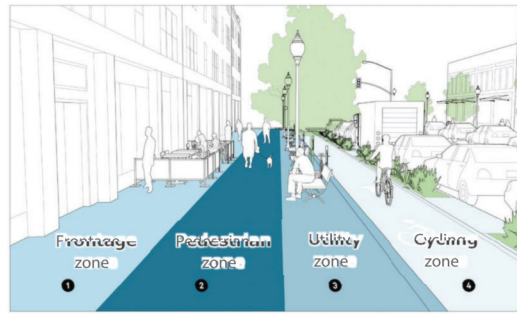 Frontage
zone
Pedestrian
zone
Utility
zone
Cycling
zone
1
2
3
4